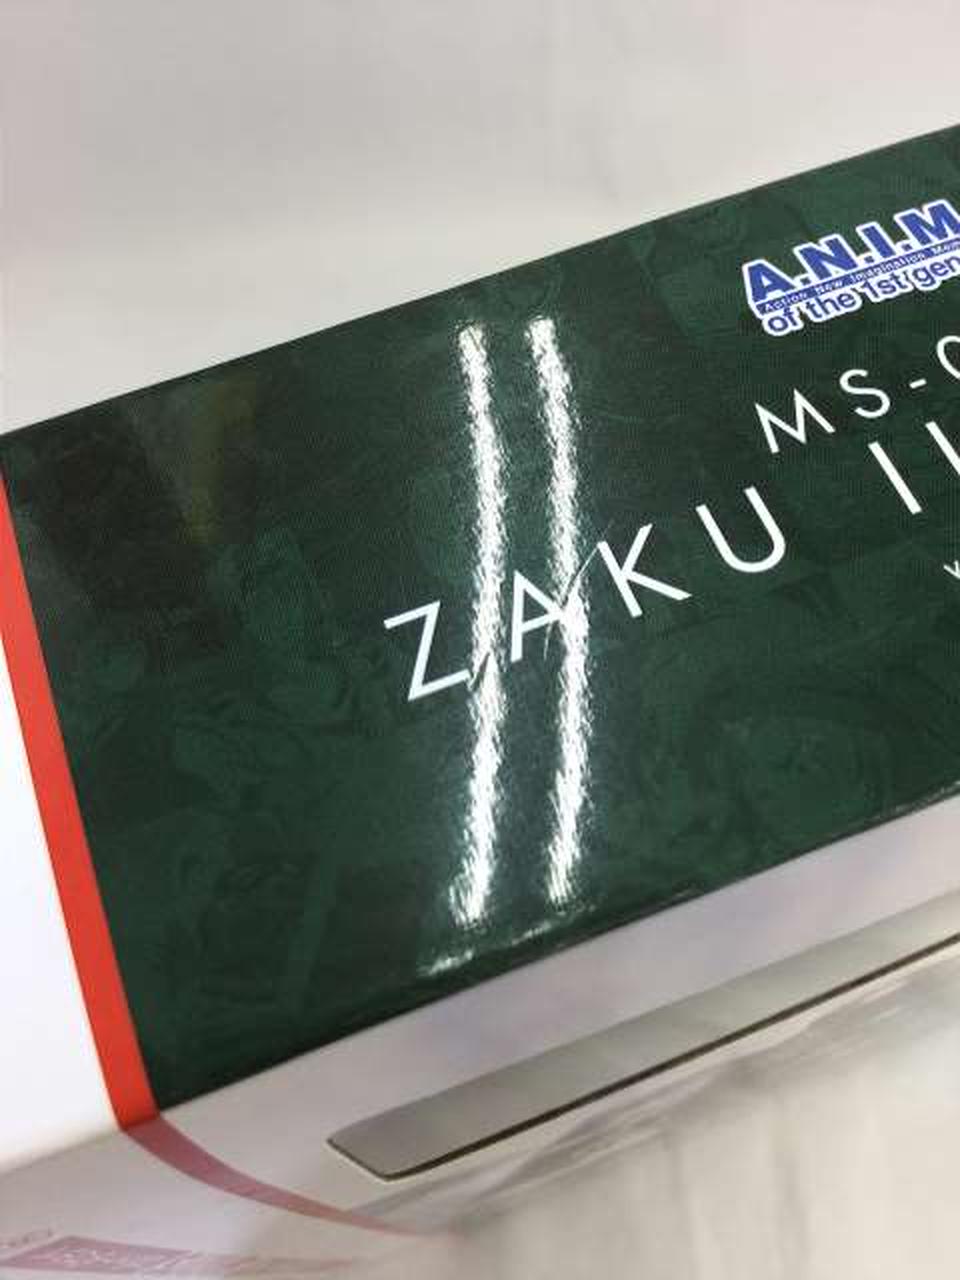 A.N.I.M
Action New Imagination Mem
of the 1st gen
MS-0
ZAKU II